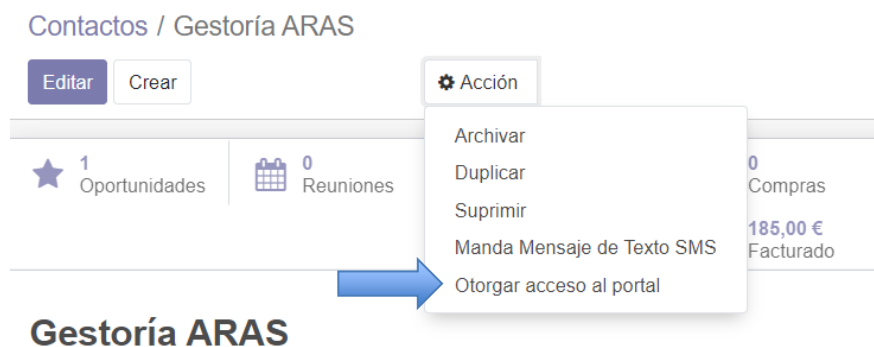 Contactos / Gestoría ARAS
Editar Crear Acción
Archivar
Duplicar
Suprimir
Manda Mensaje de Texto SMS
Otorgar acceso al portal
1
Oportunidades
0
Reuniones
0
Compras
185,00 €
Facturado
Gestoría ARAS